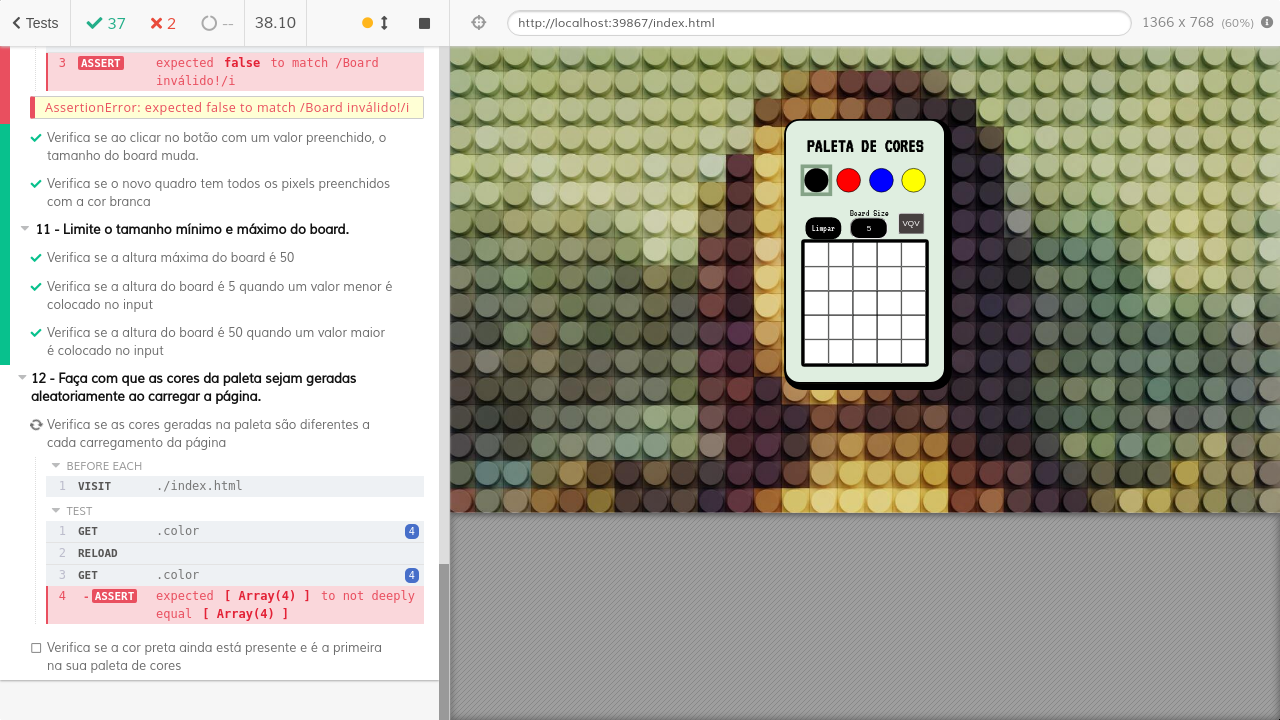 Tests
37
2
--
38.10
http://localhost:39867/index.html
1366 x 768 (60%)
3 ASSERT expected false to match /Board
inválido!/i
AssertionError: expected false to match /Board inválido!/i
Verifica se ao clicar no botão com um valor preenchido, o
tamanho do board muda.
Verifica se o novo quadro tem todos os pixels preenchidos
com a cor branca
11 - Limite o tamanho mínimo e máximo do board.
Verifica se a altura máxima do board é 50
Verifica se a altura do board é 5 quando um valor menor é
colocado no input
Verifica se a altura do board é 50 quando um valor maior
é colocado no input
12 - Faça com que as cores da paleta sejam geradas
aleatoriamente ao carregar a página.
Verifica se as cores geradas na paleta são diferentes a
cada carregamento da página
BEFORE EACH
1 VISIT ./index.html
TEST
1 GET .color 4
2 RELOAD
3 GET .color 4
4 -ASSERT expected [ Array(4) ] to not deeply
equal [ Array(4) ]
Verifica se a cor preta ainda está presente e é a primeira
na sua paleta de cores
PALETA DE CORES
Board Size
Limpar
5
VQV